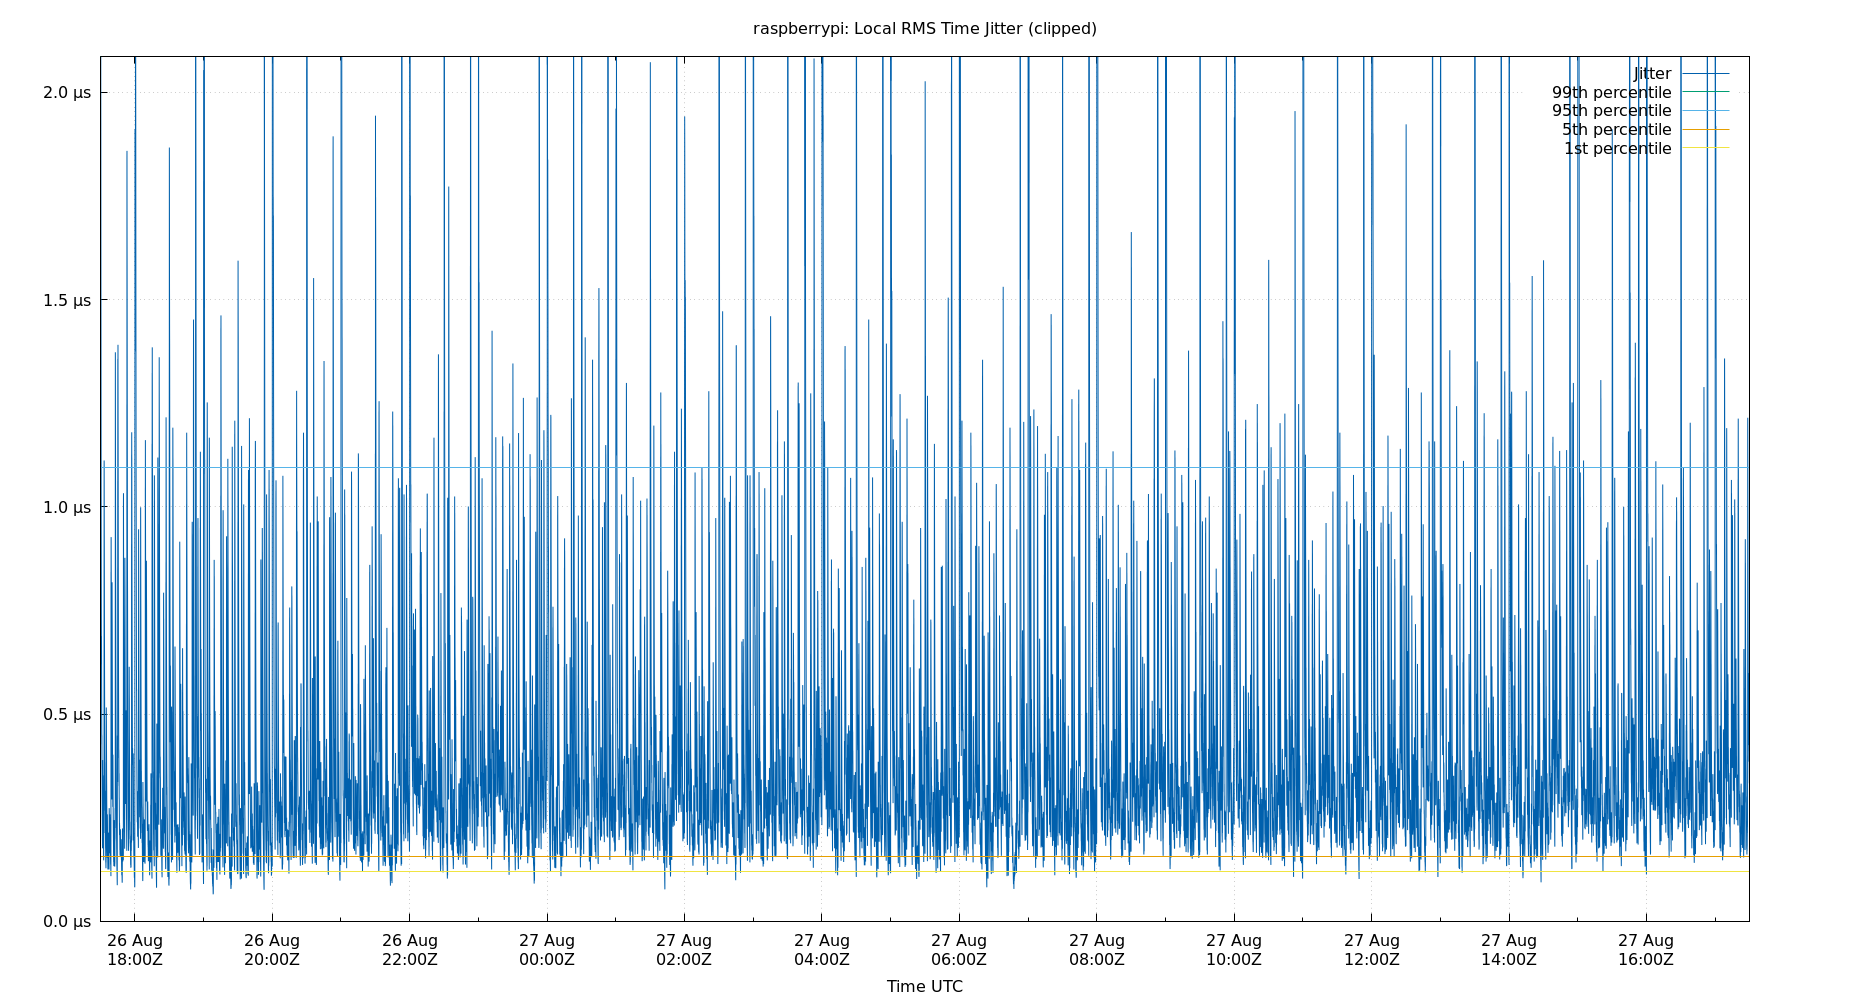 raspberrypi: Local RMS Time Jitter (clipped)
2.0 µs
1.5 µs
1.0 µs
0.5 µs
0.0 µs
Jitter
99th percentile
95th percentile
5th percentile
1st percentile
26 Aug 26 Aug 26 Aug 27 Aug 27 Aug 27 Aug 27 Aug 27 Aug 27 Aug 27 Aug 27 Aug 27 Aug
18:00Z 20:00Z 22:00Z 00:00Z 02:00Z 04:00Z 06:00Z 08:00Z 10:00Z 12:00Z 14:00Z 16:00Z
Time UTC